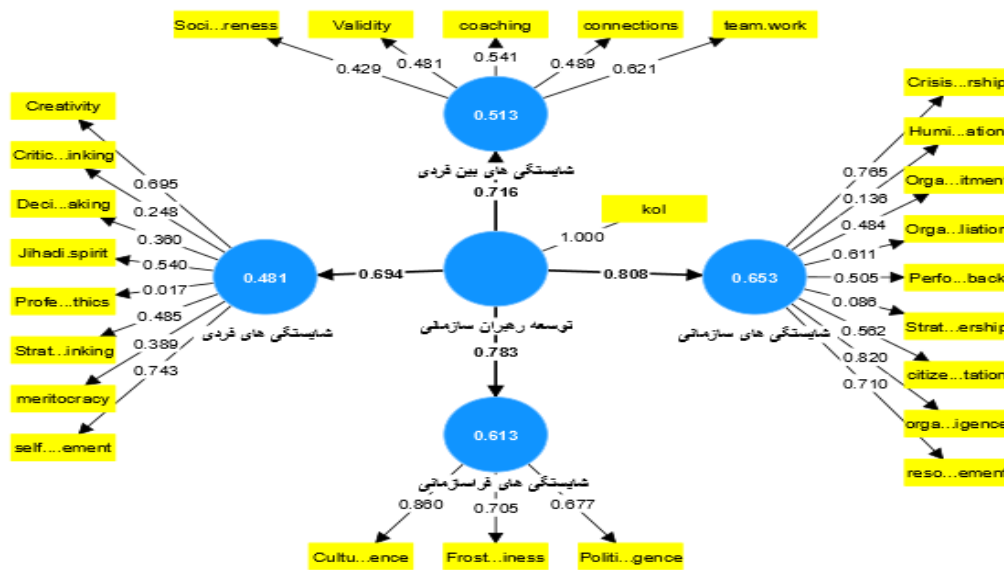 Soci...reness
Validity
coaching
connections
team.work
0.429
0.481
0.541
0.489
0.621
0.513
شایستگی های بین فردی
0.716
Creativity
Critic...inking
Deci...aking
Jihadi.spirit
Profe...thics
Strat...inking
meritocracy
self....ement
0.695
0.248
0.360
0.540
0.017
0.485
0.389
0.743
0.481
شایستگی های فردی
0.694
kol
1.000
توسعه رهبران سازمانی
0.808
0.783
0.653
شایستگی های سازمانی
Crisis...rship
Humi...ation
Orga...itment
Orga...liation
Perfo...back
Strat...ership
citize...tation
orga...igence
reso...ement
0.765
0.136
0.484
0.611
0.505
0.086
0.562
0.820
0.710
0.613
شایستگی های فراسازمانی
0.860
0.705
0.677
Cultu...ence
Frost...iness
Politi...gence